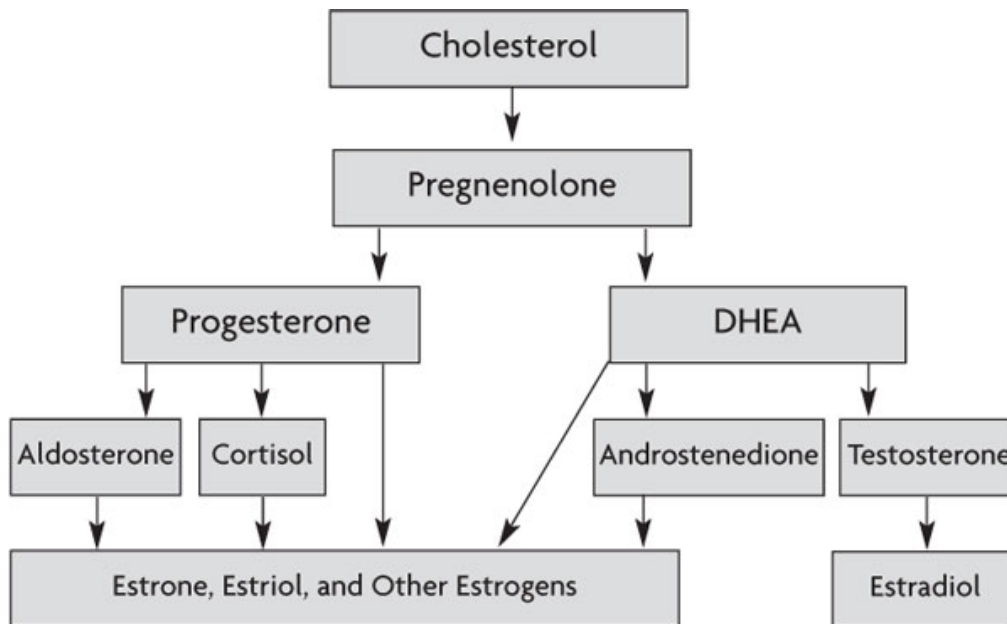 Cholesterol
Pregnenolone
Progesterone
DHEA
Aldosterone
Cortisol
Androstenedione
Testosterone
Estrone, Estriol, and Other Estrogens
Estradiol